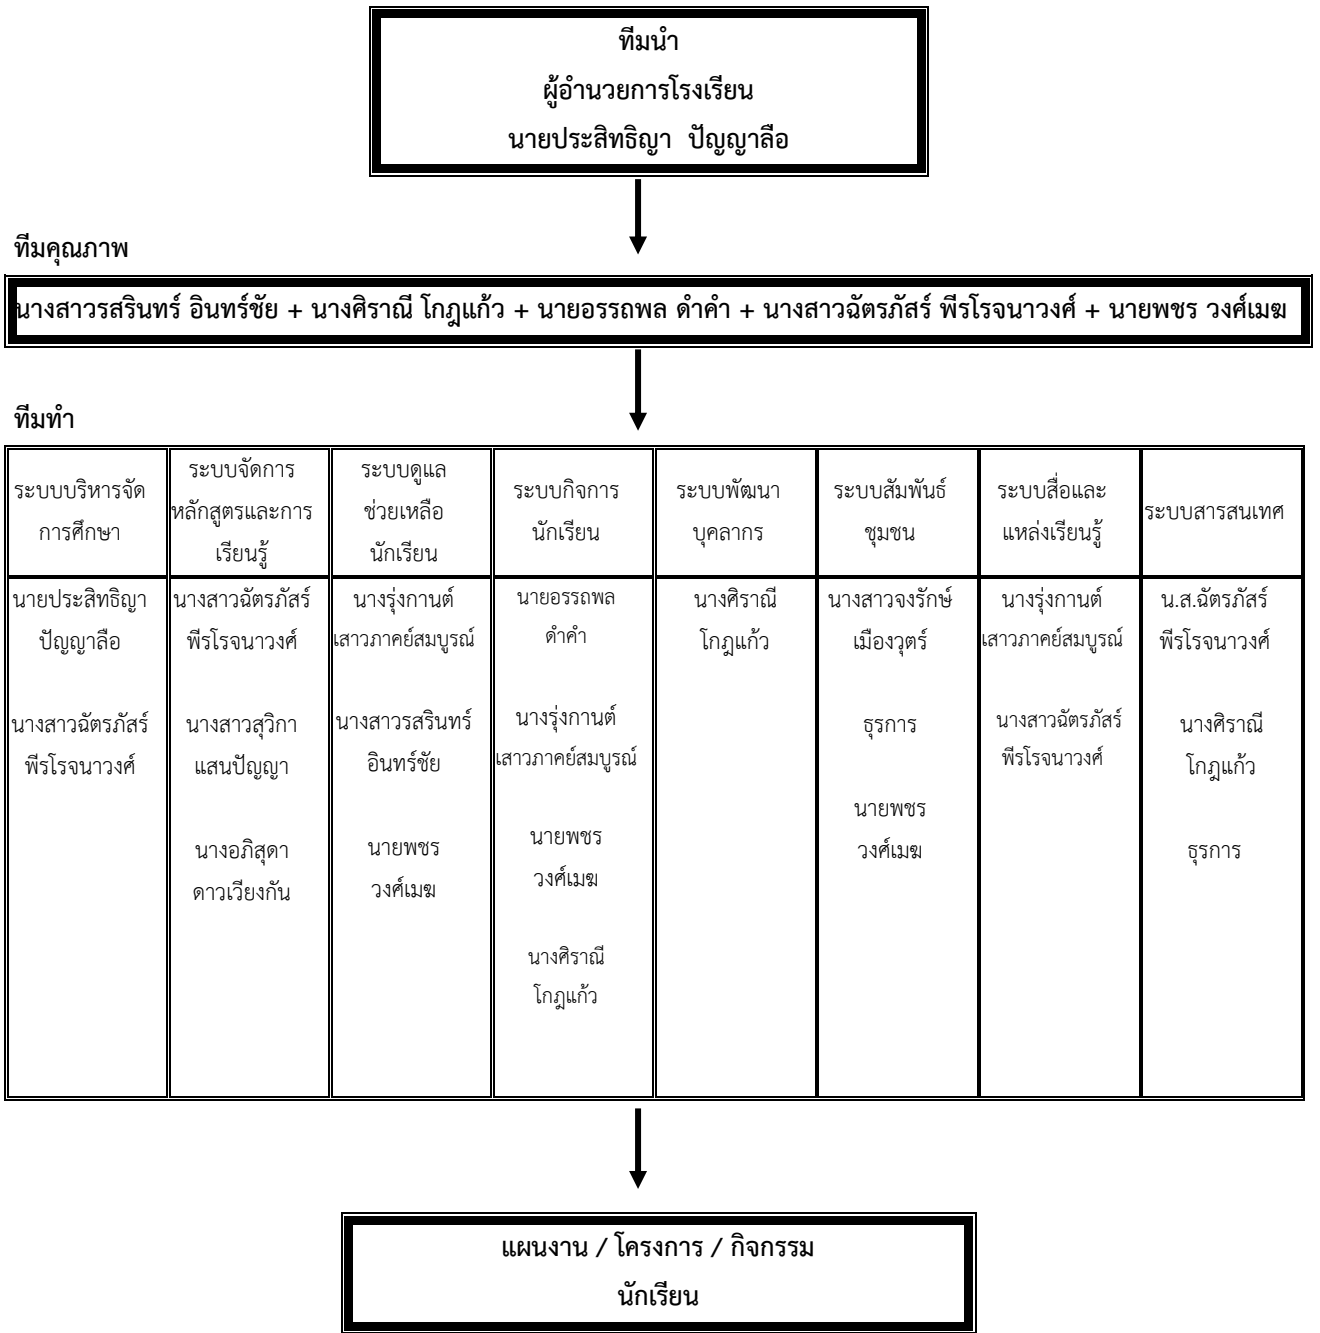 ทีมนำ
ผู้อำนวยการโรงเรียน
นายประสิทธิญา ปัญญาลือ
ทีมคุณภาพ
นางสาวรสรินทร์ อินทร์ชัย + นางศิราณี โกฎแก้ว + นายอรรถพล ดำคำ + นางสาวฉัตรภัสร์ พีรโรจนาวงศ์ + นายพชร วงศ์เมฆ
ทีมทำ
ระบบบริหารจัด
การศึกษา
ระบบจัดการ
หลักสูตรและการ
เรียนรู้
ระบบดูแล
ช่วยเหลือ
นักเรียน
ระบบกิจการ
นักเรียน
ระบบพัฒนา
บุคลากร
ระบบสัมพันธ์
ชุมชน
ระบบสื่อและ
แหล่งเรียนรู้
ระบบสารสนเทศ
นายประสิทธิญา
ปัญญาลือ
นางสาวฉัตรภัสร์
พีรโรจนาวงศ์
นางสาวฉัตรภัสร์
พีรโรจนาวงศ์
นางสาวสุวิกา
แสนปัญญา
นางอภิสุดา
ดาวเวียงกัน
นางรุ่งกานต์
เสาวภาคย์สมบูรณ์
นางสาวรสรินทร์
อินทร์ชัย
นายพชร
วงศ์เมฆ
นายอรรถพล
ดำคำ
นางรุ่งกานต์
เสาวภาคย์สมบูรณ์
นายพชร
วงศ์เมฆ
นางศิราณี
โกฎแก้ว
นางศิราณี
โกฎแก้ว
นางสาวจงรักษ์
เมืองวุตร์
ธุรการ
นายพชร
วงศ์เมฆ
นางรุ่งกานต์
เสาวภาคย์สมบูรณ์
นางสาวฉัตรภัสร์
พีรโรจนาวงศ์
น.ส.ฉัตรภัสร์
พีรโรจนาวงศ์
นางศิราณี
โกฎแก้ว
ธุรการ
แผนงาน / โครงการ / กิจกรรม
นักเรียน